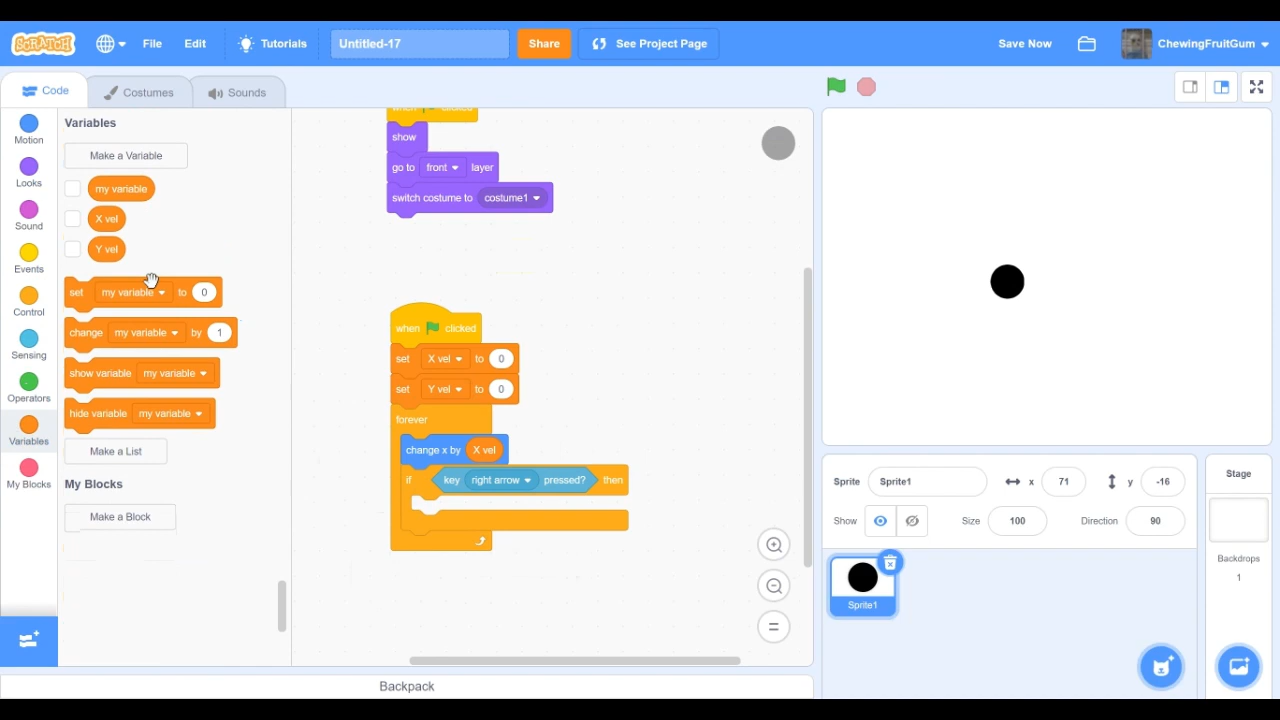 SCRATCH File Edit Tutorials Untitled-17 Share See Project Page Save Now ChewingFruitGum
Code Costumes Sounds
Motion
Looks
Sound
Events
Control
Sensing
Operators
Variables
My Blocks
Variables
Make a Variable
my variable
X vel
Y vel
set my variable to 0
change my variable by 1
show variable my variable
hide variable my variable
Make a List
My Blocks
Make a Block
when clicked
show
go to front layer
switch costume to costume1
when clicked
set X vel to 0
set Y vel to 0
forever
change x by X vel
if key right arrow pressed? then
Backpack
Sprite Sprite1 x 71 y -16
Show Size 100 Direction 90
Sprite1
Stage
Backdrops
1